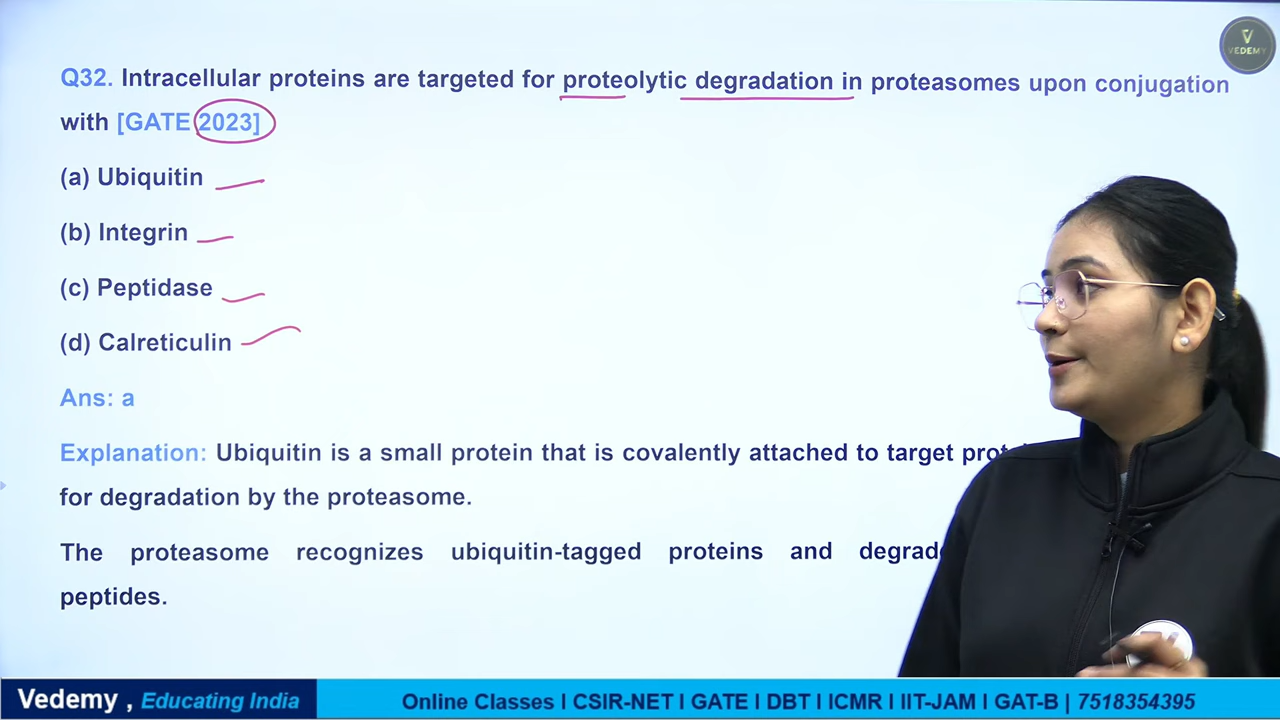 VEDEMY
Q32. Intracellular proteins are targeted for proteolytic degradation in proteasomes upon conjugation
with [GATE 2023]
(a) Ubiquitin
(b) Integrin
(c) Peptidase
(d) Calreticulin
Ans: a
Explanation: Ubiquitin is a small protein that is covalently attached to target
for degradation by the proteasome.
The proteasome recognizes ubiquitin-tagged proteins and
peptides.
Vedemy , Educating India
Online Classes I CSIR-NET I GATE I DBT I ICMR I IIT-JAM I GAT-B | 7518354395